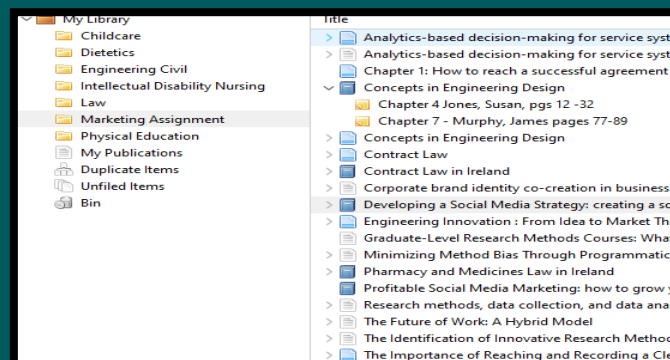 My Library
Childcare
Dietetics
Engineering Civil
Intellectual Disability Nursing
Law
Marketing Assignment
Physical Education
My Publications
Duplicate Items
Unfiled Items
Bin
Title
Analytics-based decision-making for service syst
Analytics-based decision-making for service syst
Chapter 1: How to reach a successful agreement
Concepts in Engineering Design
Chapter 4 Jones, Susan, pgs 12 -32
Chapter 7 - Murphy, James pages 77-89
Concepts in Engineering Design
Contract Law
Contract Law in Ireland
Corporate brand identity co-creation in business
Developing a Social Media Strategy: creating a sc
Engineering Innovation : From Idea to Market Th
Graduate-Level Research Methods Courses: Wha
Minimizing Method Bias Through Programmatic
Pharmacy and Medicines Law in Ireland
Profitable Social Media Marketing: how to grow y
Research methods, data collection, and data ana
The Future of Work: A Hybrid Model
The Identification of Innovative Research Metho
The Importance of Reaching and Recording a Cle